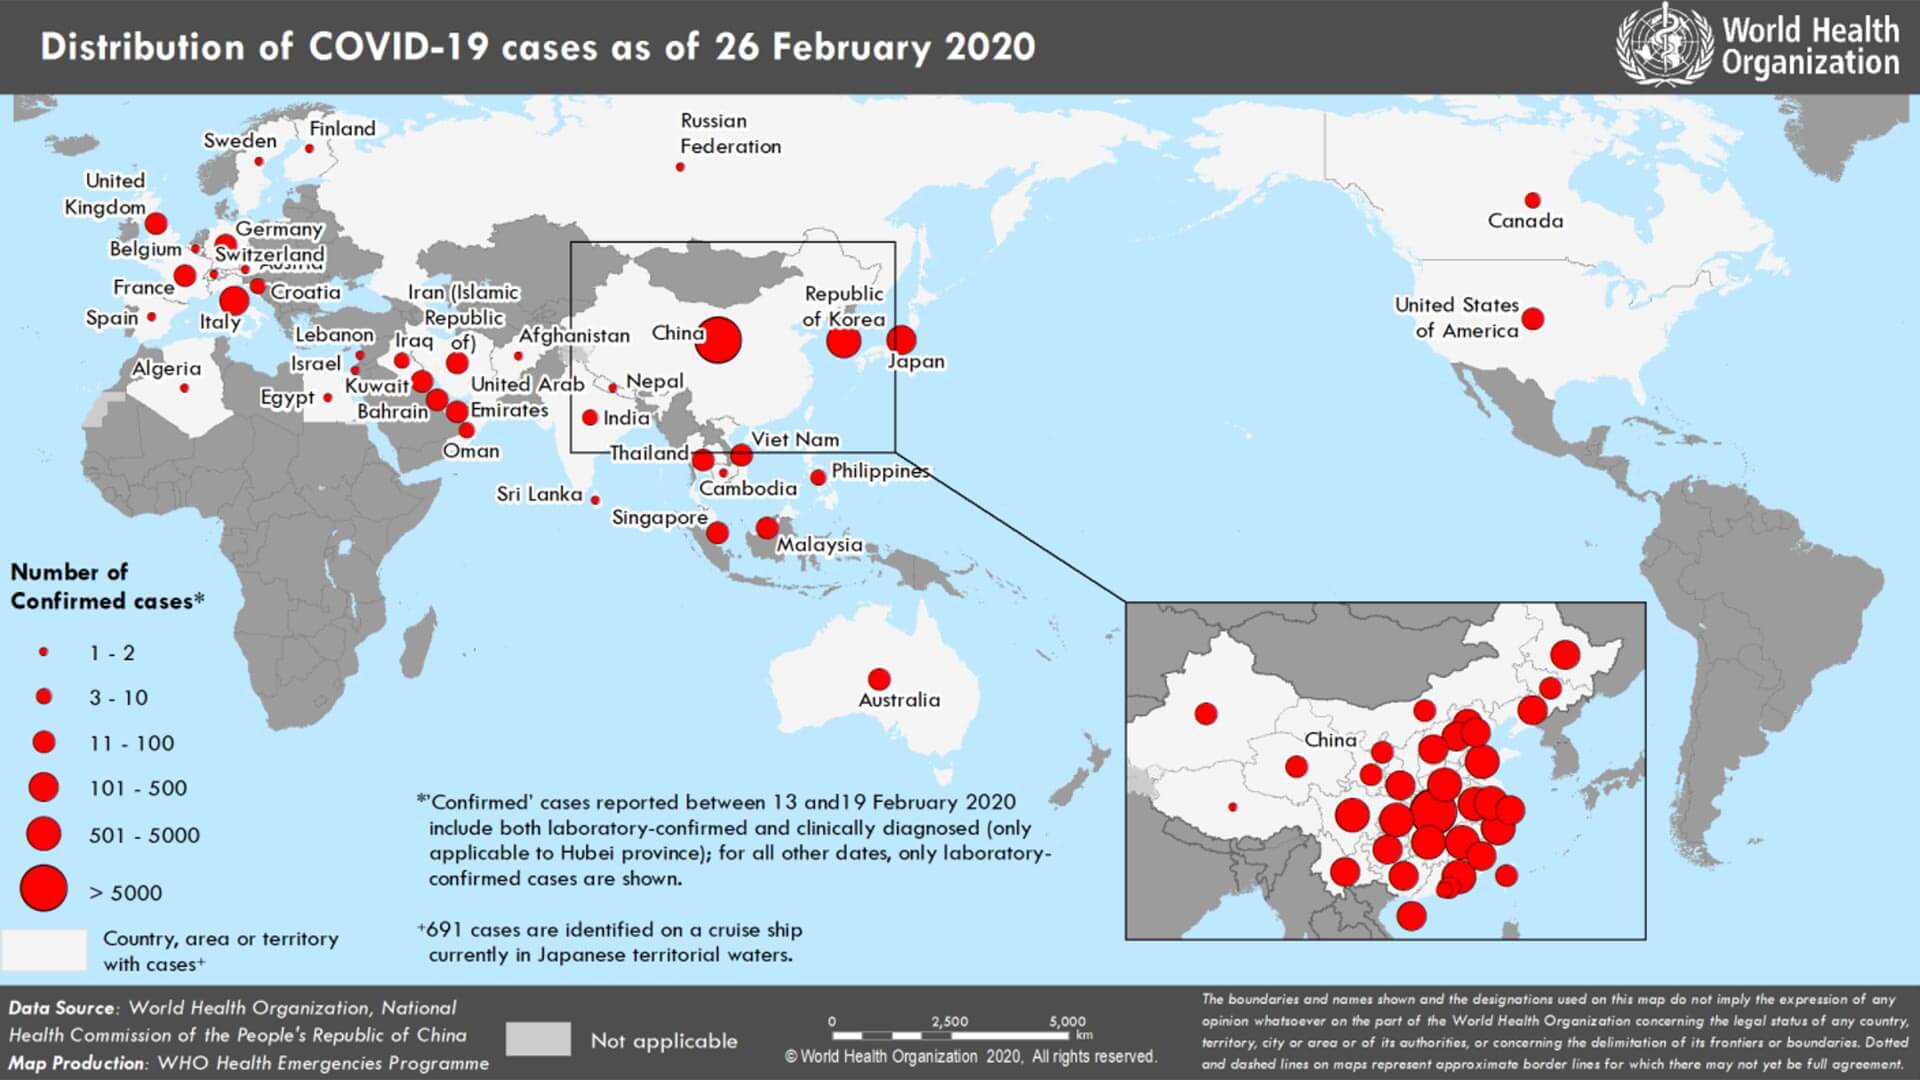 Distribution of COVID-19 cases as of 26 February 2020
World Health
Organization
Finland
Sweden
Russian
Federation
United
Kingdom
Germany
Belgium
Switzerland
Austria
France
Croatia
Spain
Italy
Iran (Islamic
Republic
of)
Lebanon
Iraq
Afghanistan
Israel
Algeria
Kuwait
Egypt
Bahrain
United Arab
Emirates
Oman
China
Republic
of Korea
Japan
Nepal
India
Thailand
Viet Nam
Cambodia
Philippines
Sri Lanka
Singapore
Malaysia
Australia
Canada
United States
of America
China
Number of
Confirmed cases*
1 - 2
3 - 10
11 - 100
101 - 500
501 - 5000
> 5000
Country, area or territory
with cases+
*'Confirmed' cases reported between 13 and19 February 2020
include both laboratory-confirmed and clinically diagnosed (only
applicable to Hubei province); for all other dates, only laboratory-
confirmed cases are shown.
+691 cases are identified on a cruise ship
currently in Japanese territorial waters.
Data Source: World Health Organization, National
Health Commission of the People's Republic of China
Map Production: WHO Health Emergencies Programme
Not applicable
0 2,500 5,000
km
© World Health Organization 2020, All rights reserved.
The boundaries and names shown and the designations used on this map do not imply the expression of any
opinion whatsoever on the part of the World Health Organization concerning the legal status of any country,
territory, city or area or of its authorities, or concerning the delimitation of its frontiers or boundaries. Dotted
and dashed lines on maps represent approximate border lines for which there may not yet be full agreement.